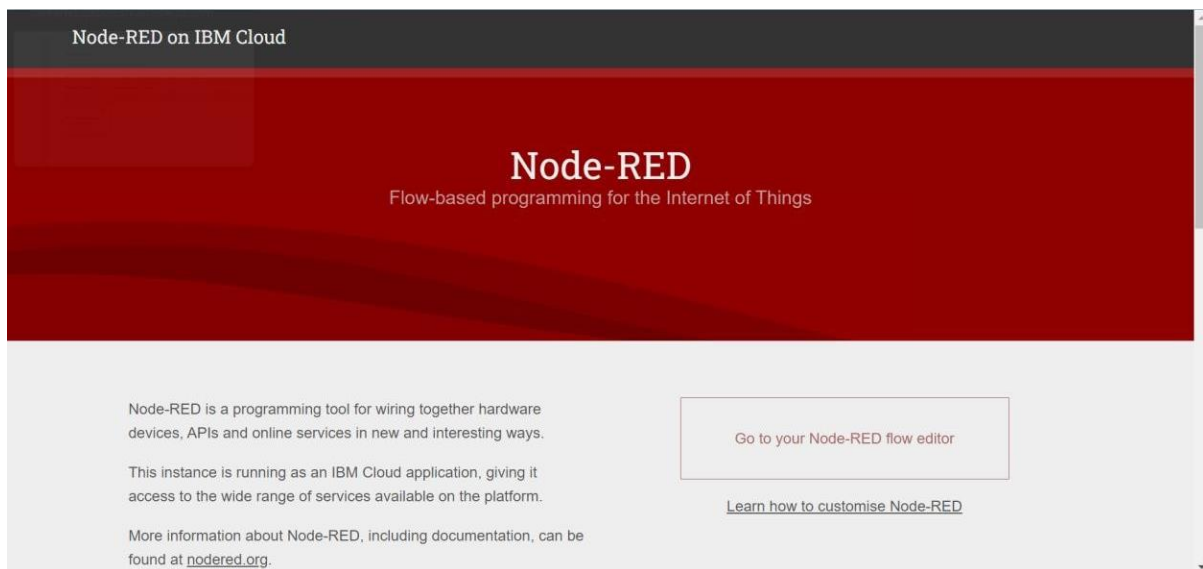 Node-RED on IBM Cloud
Node-RED
Flow-based programming for the Internet of Things
Node-RED is a programming tool for wiring together hardware
devices, APIs and online services in new and interesting ways.
This instance is running as an IBM Cloud application, giving it
access to the wide range of services available on the platform.
More information about Node-RED, including documentation, can be
found at nodered.org.
Go to your Node-RED flow editor
Learn how to customise Node-RED